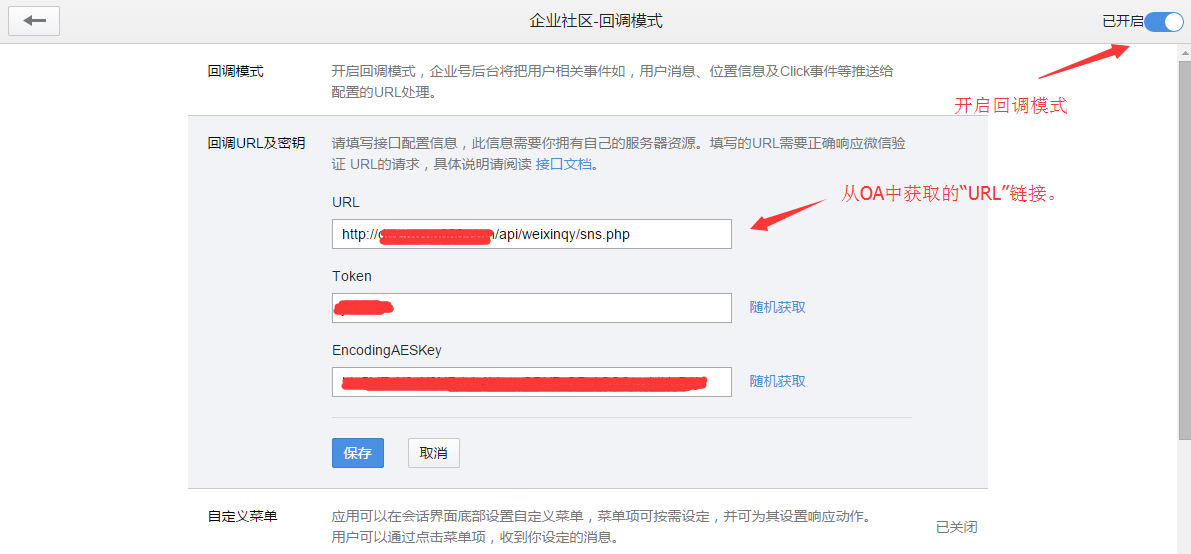 企业社区-回调模式
已开启
回调模式
开启回调模式，企业号后台将把用户相关事件如，用户消息、位置信息及Click事件等推送给
配置的URL处理。
开启回调模式
回调URL及密钥
请填写接口配置信息，此信息需要你拥有自己的服务器资源。填写的URL需要正确响应微信验
证 URL的请求，具体说明请阅读 接口文档。
从OA中获取的“URL”链接。
URL
http:// /api/weixinqy/sns.php
Token
随机获取
EncodingAESKey
随机获取
保存
取消
自定义菜单
应用可以在会话界面底部设置自定义菜单，菜单项可按需设定，并可为其设置响应动作。
用户可以通过点击菜单项，收到你设定的消息。
已关闭